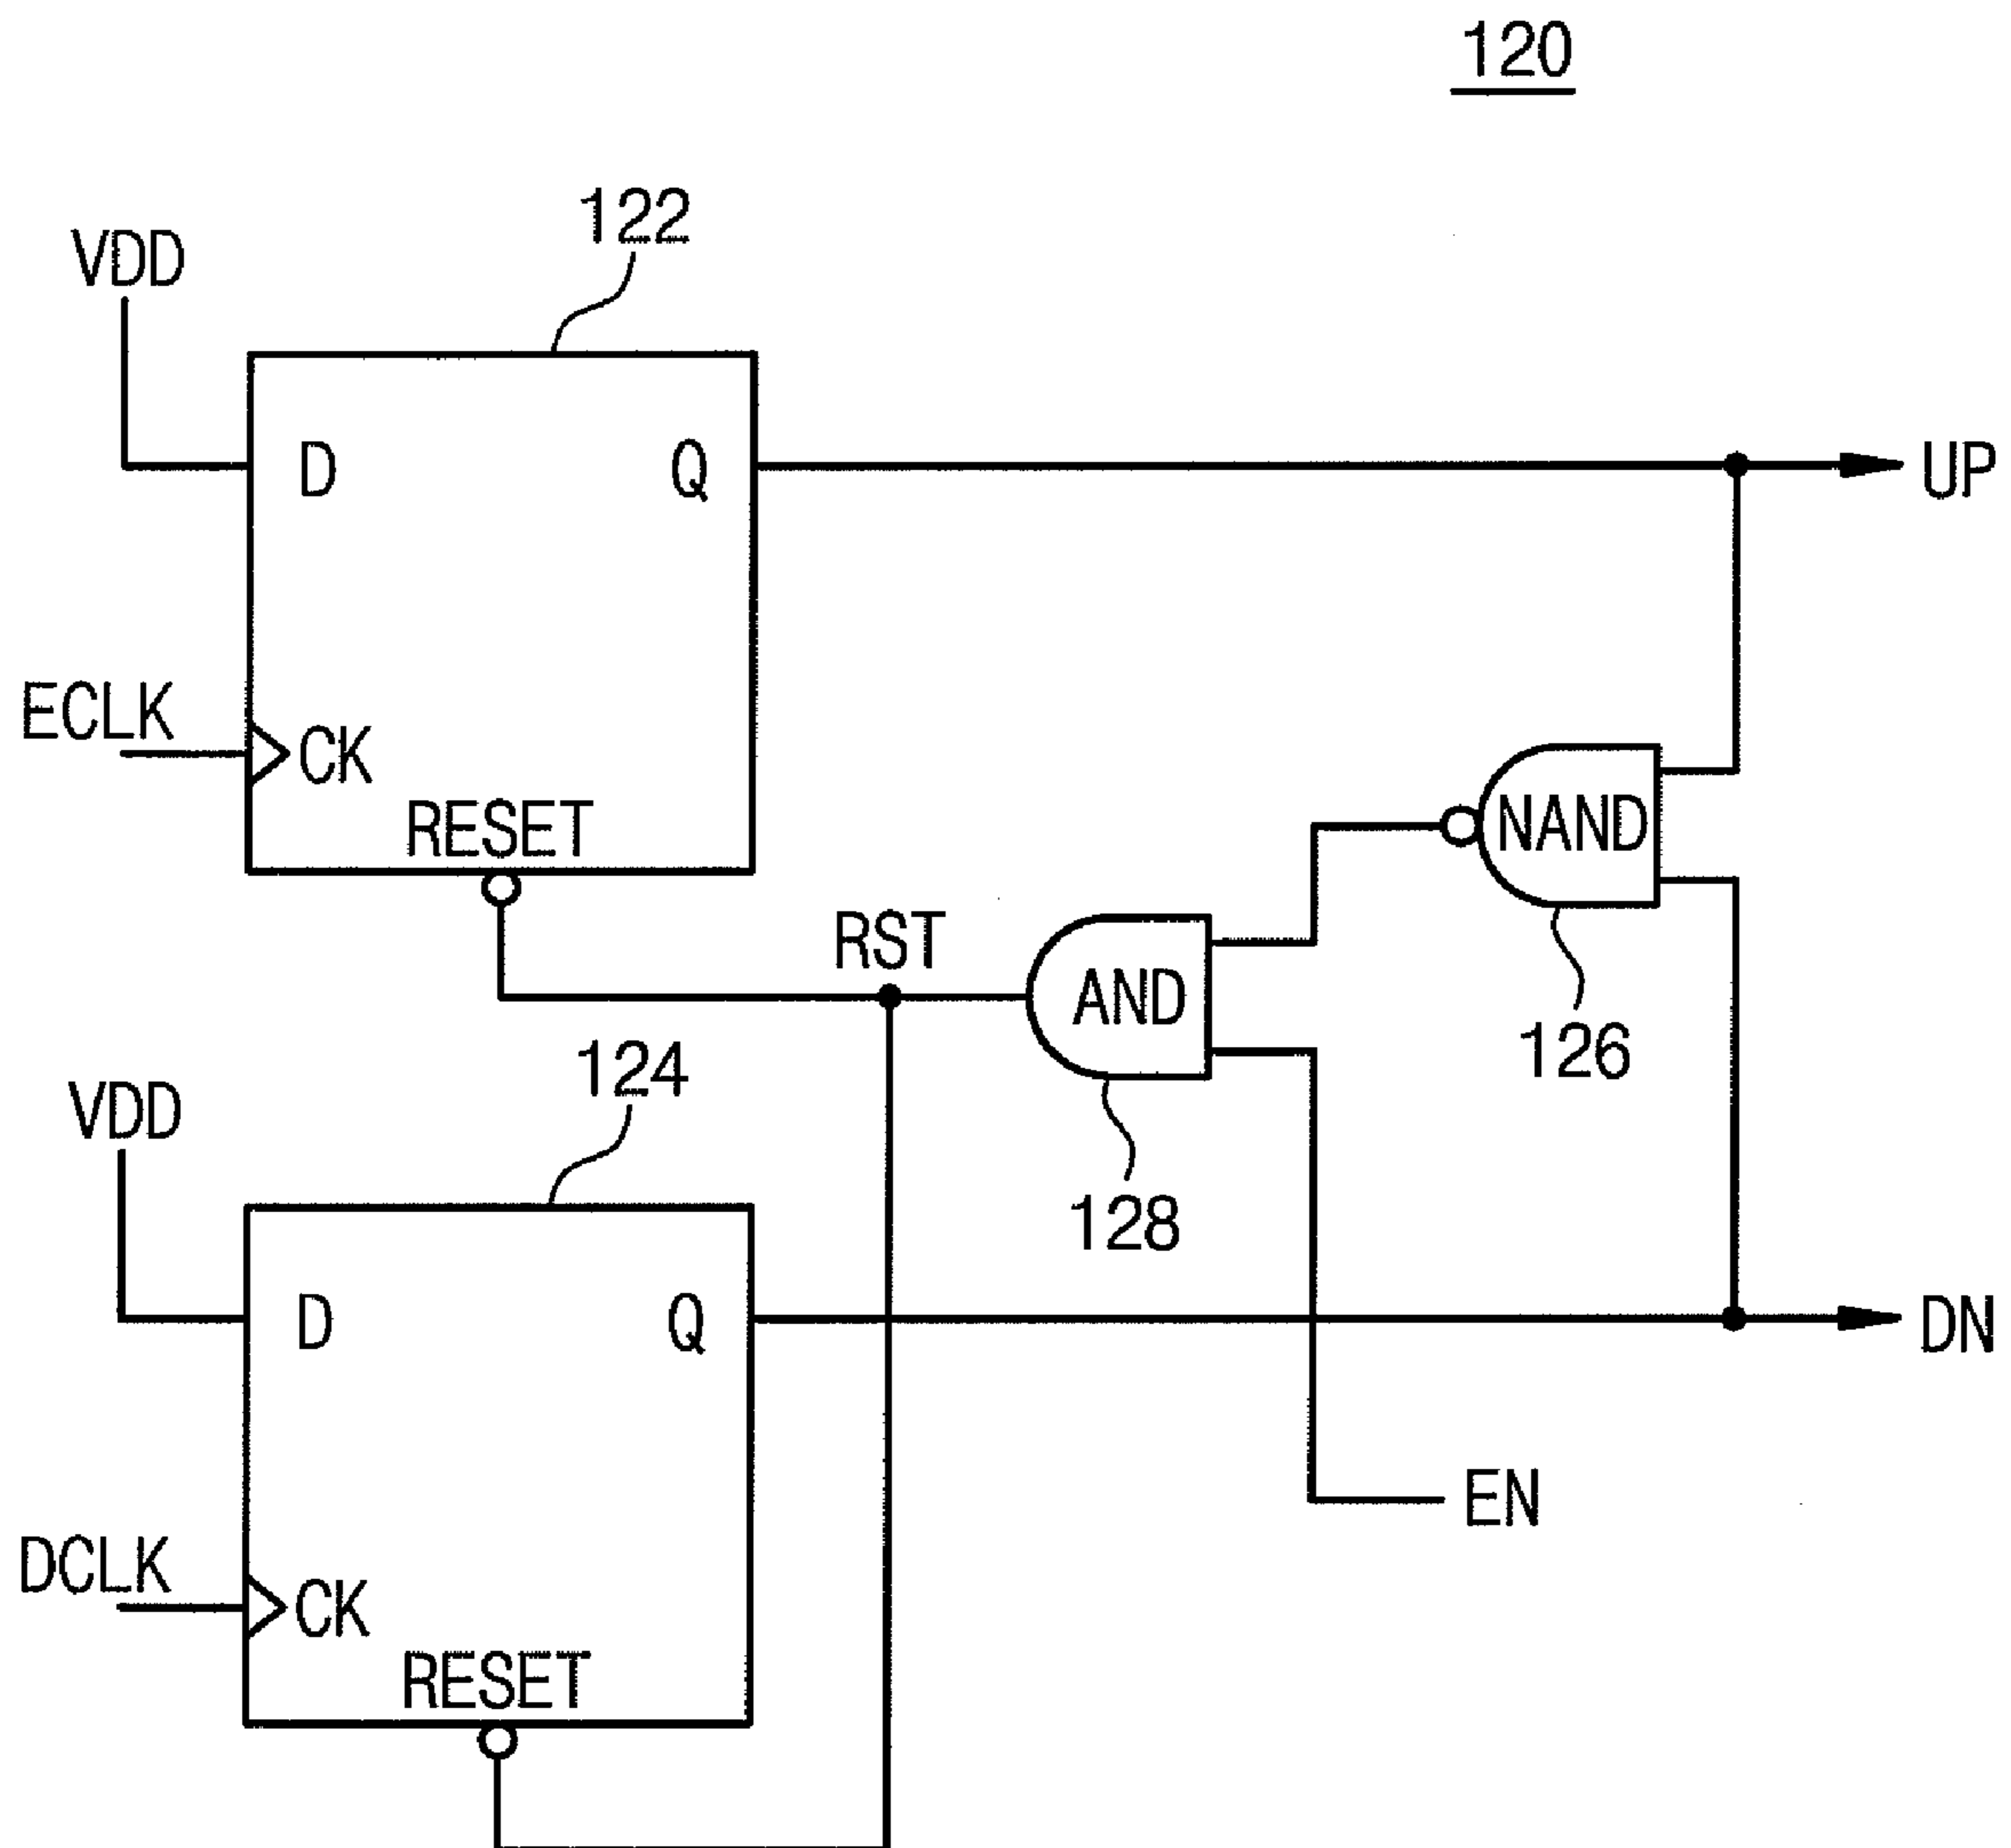 120
122
VDD
D
Q
UP
ECLK
CK
RESET
NAND
RST
AND
126
124
VDD
128
D
Q
DN
EN
DCLK
CK
RESET